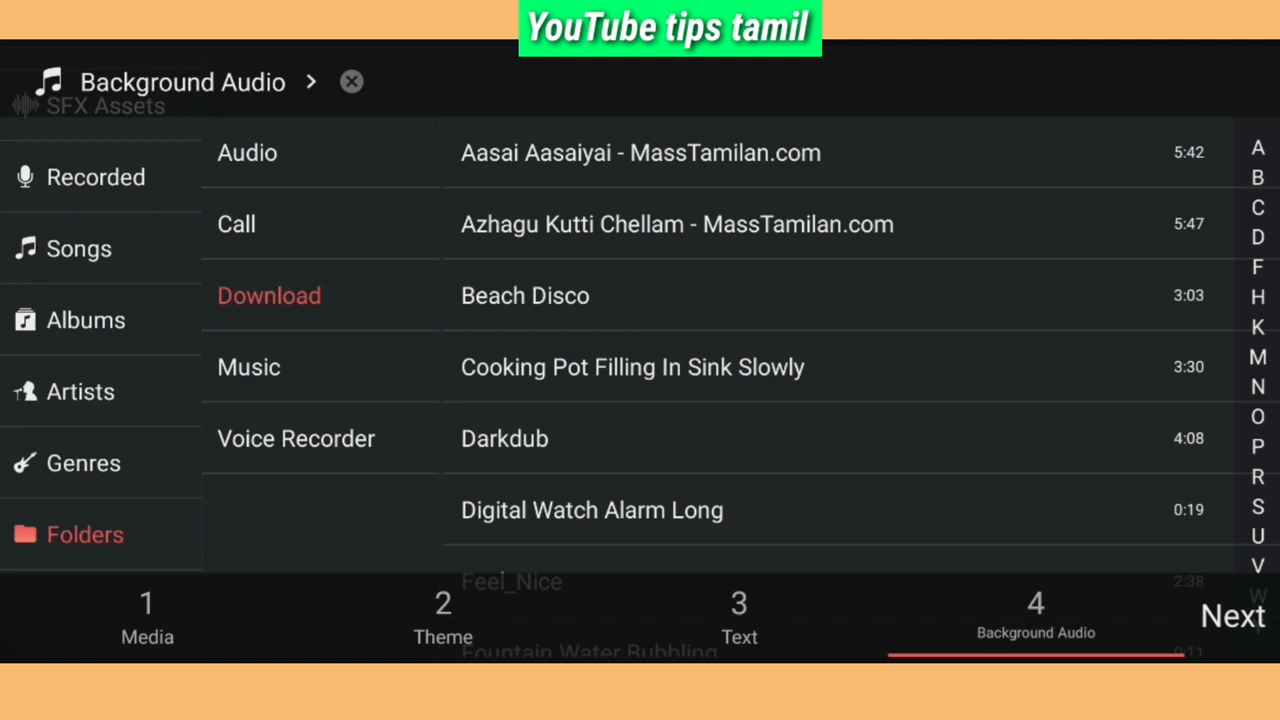 YouTube tips tamil
Background Audio
SFX Assets
Recorded
Songs
Albums
Artists
Genres
Folders
Audio
Call
Download
Music
Voice Recorder
Aasai Aasaiyai - MassTamilan.com 5:42
Azhagu Kutti Chellam - MassTamilan.com 5:47
Beach Disco 3:03
Cooking Pot Filling In Sink Slowly 3:30
Darkdub 4:08
Digital Watch Alarm Long 0:19
Feel_Nice 2:38
Fountain Water Bubbling 0:11
A
B
C
D
F
H
K
M
N
O
P
R
S
U
V
W
1 Media
2 Theme
3 Text
4 Background Audio
Next